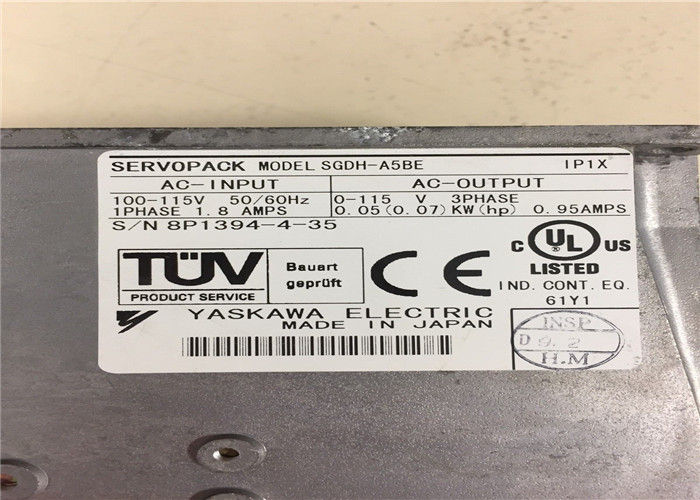 SERVOPACK MODEL SGDH-A5BE IP1X
AC-INPUT AC-OUTPUT
100-115V 50/60Hz 0-115 V 3PHASE
1PHASE 1.8 AMPS 0.05(0.07)KW(hp) 0.95AMPS
S/N 8P1394-4-35
TÜV
PRODUCT SERVICE
Bauart
geprüft
CE
C UL US
LISTED
IND. CONT. EQ.
61Y1
YASKAWA ELECTRIC
MADE IN JAPAN
INSP
D 9. 2
H.M